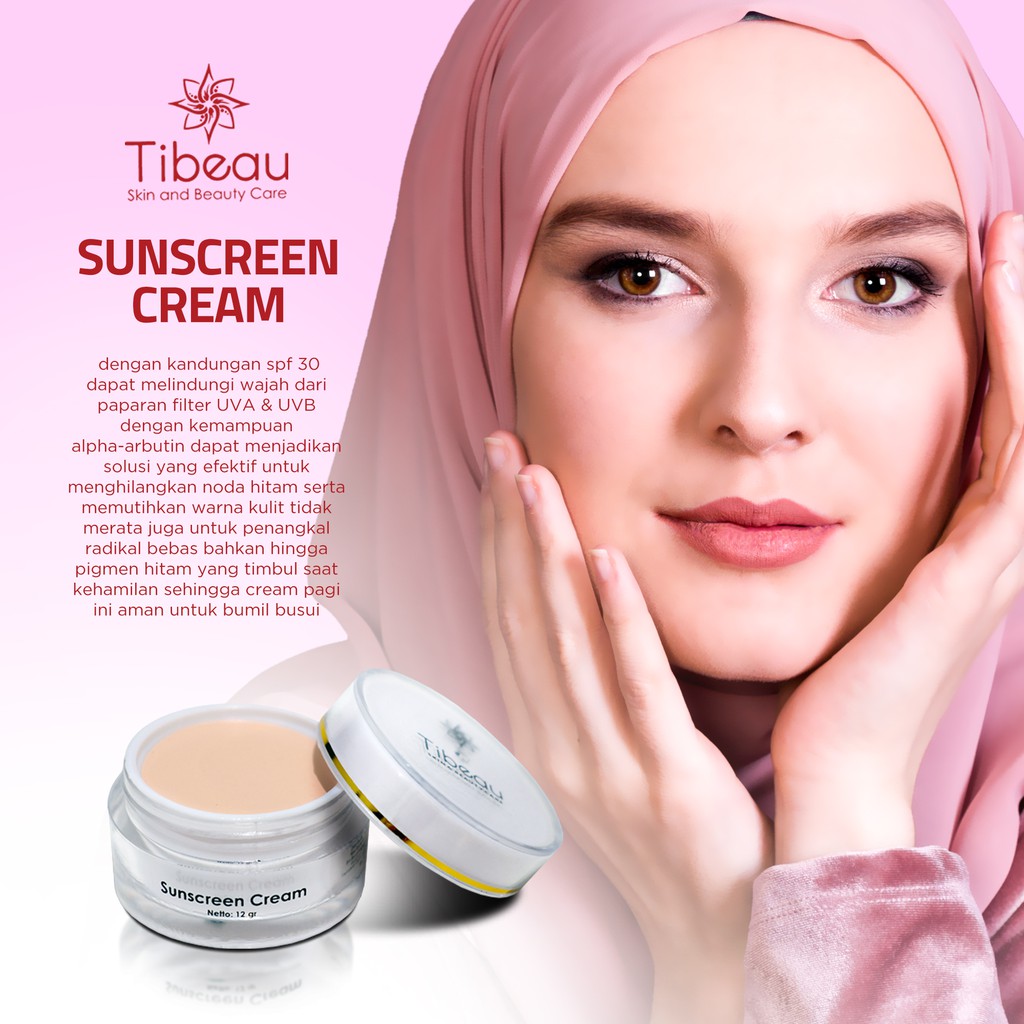 Tibeau
Skin and Beauty Care
SUNSCREEN
CREAM
dengan kandungan spf 30
dapat melindungi wajah dari
paparan filter UVA & UVB
dengan kemampuan
alpha-arbutin dapat menjadikan
solusi yang efektif untuk
menghilangkan noda hitam serta
memutihkan warna kulit tidak
merata juga untuk penangkal
radikal bebas bahkan hingga
pigmen hitam yang timbul saat
kehamilan sehingga cream pagi
ini aman untuk bumil busui
Tibeau
Sunscreen Cream
Netto: 12 gr